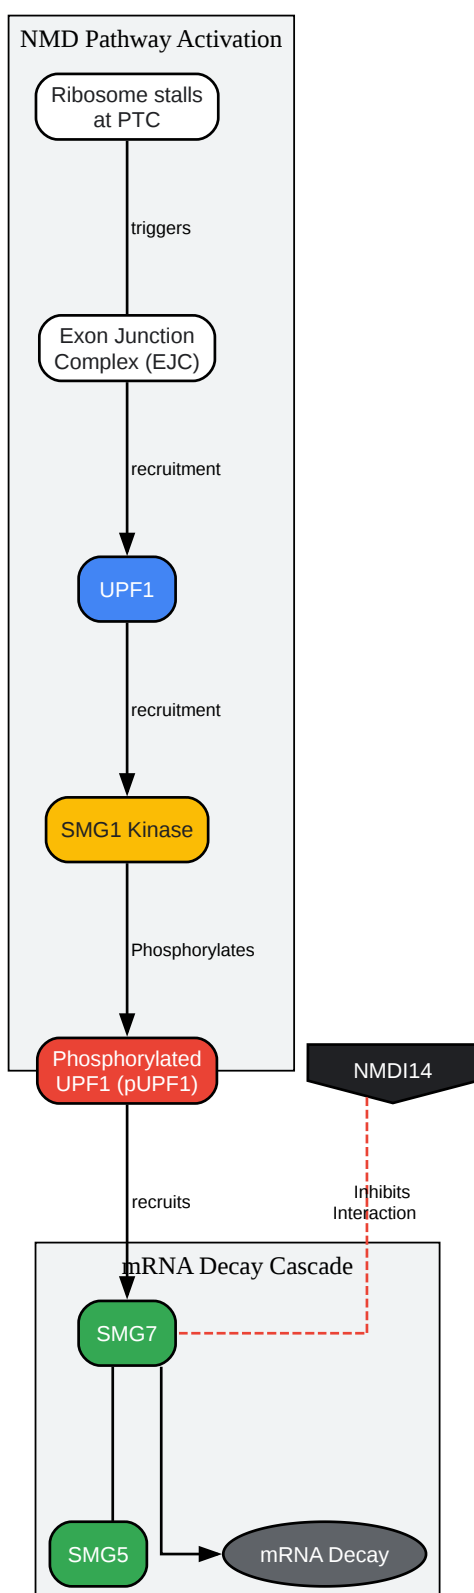 NMD Pathway Activation
Ribosome stalls
at PTC
triggers
Exon Junction
Complex (EJC)
recruitment
UPF1
recruitment
SMG1 Kinase
Phosphorylates
Phosphorylated
UPF1 (pUPF1)
NMDI14
recruits
Inhibits
Interaction
mRNA Decay Cascade
SMG7
SMG5
mRNA Decay